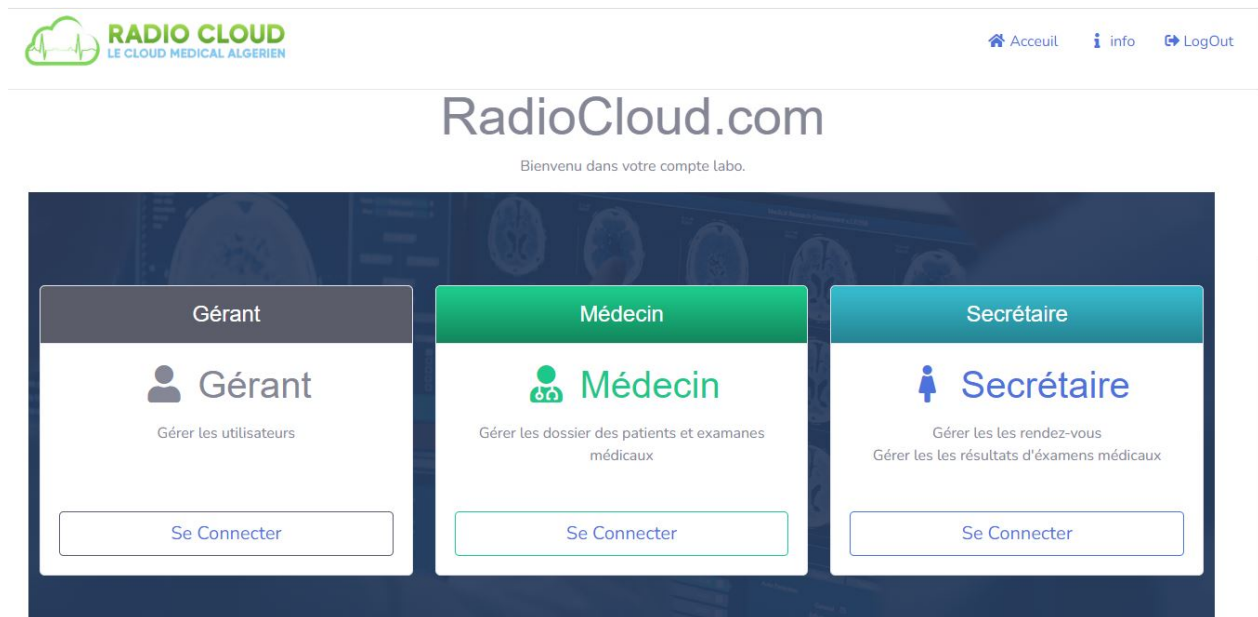 RADIO CLOUD
LE CLOUD MEDICAL ALGERIEN
Acceuil info LogOut
RadioCloud.com
Bienvenu dans votre compte labo.
Gérant
Gérant
Gérer les utilisateurs
Se Connecter
Médecin
Médecin
Gérer les dossier des patients et examanes
médicaux
Se Connecter
Secrétaire
Secrétaire
Gérer les les rendez-vous
Gérer les les résultats d'éxamens médicaux
Se Connecter